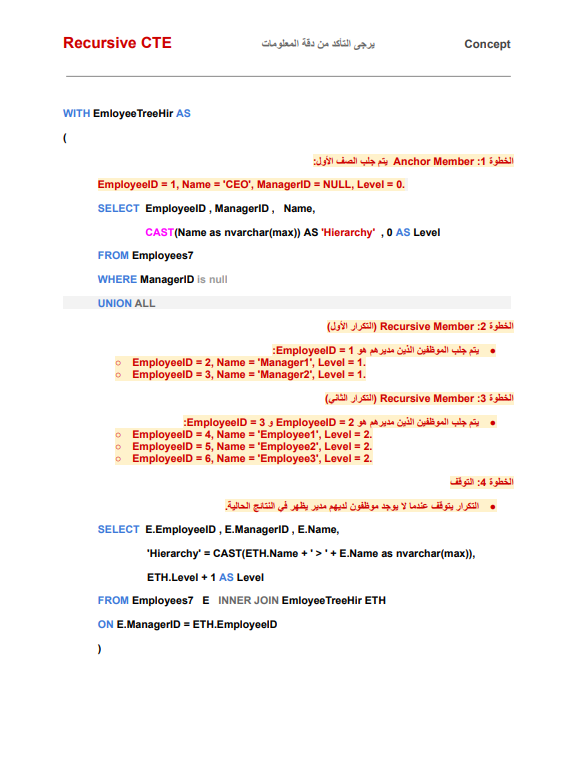 Recursive CTE يرجى التأكد من دقة المعلومات Concept
WITH EmloyeeTreeHir AS
(
الخطوة 1: Anchor Member يتم جلب الصف الأول:
EmployeeID = 1, Name = 'CEO', ManagerID = NULL, Level = 0.
SELECT EmployeeID , ManagerID , Name,
CAST(Name as nvarchar(max)) AS 'Hierarchy' , 0 AS Level
FROM Employees7
WHERE ManagerID is null
UNION ALL
الخطوة 2: Recursive Member (التكرار الأول)
● يتم جلب الموظفين الذين مديرهم هو EmployeeID = 1:
○ EmployeeID = 2, Name = 'Manager1', Level = 1.
○ EmployeeID = 3, Name = 'Manager2', Level = 1.
الخطوة 3: Recursive Member (التكرار الثاني)
● يتم جلب الموظفين الذين مديرهم هو EmployeeID = 2 و EmployeeID = 3:
○ EmployeeID = 4, Name = 'Employee1', Level = 2.
○ EmployeeID = 5, Name = 'Employee2', Level = 2.
○ EmployeeID = 6, Name = 'Employee3', Level = 2.
الخطوة 4: التوقف
● التكرار يتوقف عندما لا يوجد موظفون لديهم مدير يظهر في النتائج الحالية.
SELECT E.EmployeeID , E.ManagerID , E.Name,
'Hierarchy' = CAST(ETH.Name + ' > ' + E.Name as nvarchar(max)),
ETH.Level + 1 AS Level
FROM Employees7 E INNER JOIN EmloyeeTreeHir ETH
ON E.ManagerID = ETH.EmployeeID
)